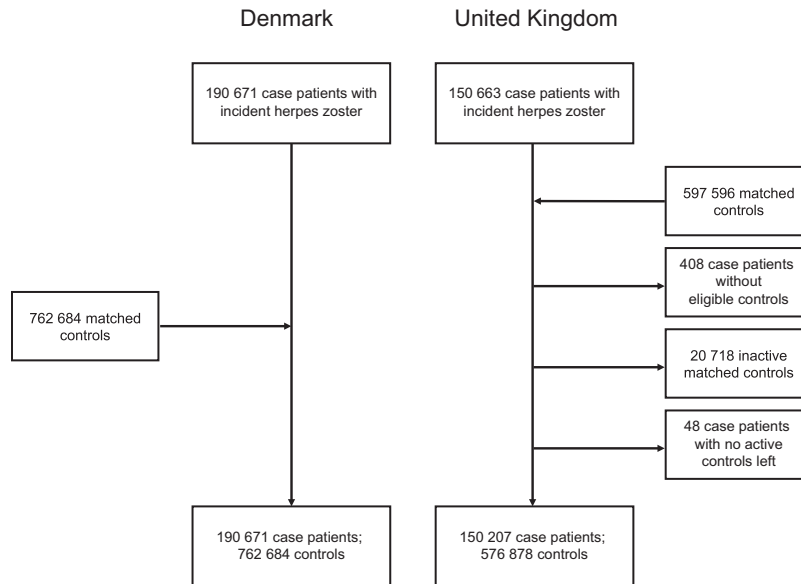 Denmark
United Kingdom
190 671 case patients with
incident herpes zoster
150 663 case patients with
incident herpes zoster
597 596 matched
controls
408 case patients
without
eligible controls
762 684 matched
controls
20 718 inactive
matched controls
48 case patients
with no active
controls left
190 671 case patients;
762 684 controls
150 207 case patients;
576 878 controls